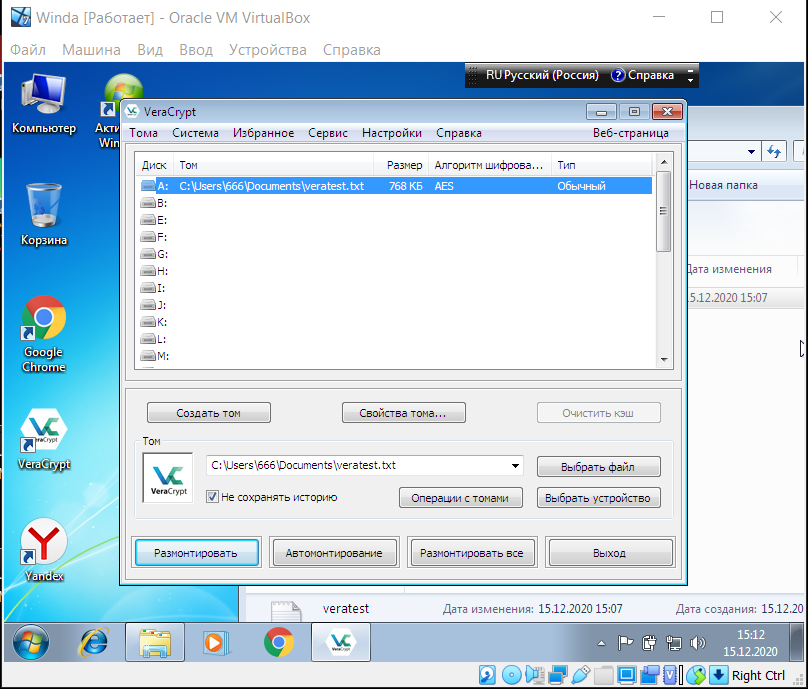 Winda [Работает] - Oracle VM VirtualBox
Файл Машина Вид Ввод Устройства Справка
RU Русский (Россия) ? Справка
Компьютер
Корзина
Google Chrome
VeraCrypt
Yandex
VeraCrypt
Тома Система Избранное Сервис Настройки Справка Веб-страница
Диск Том Размер Алгоритм шифрова... Тип
A: C:\Users\666\Documents\veratest.txt 768 КБ AES Обычный
B:
E:
F:
G:
H:
I:
J:
K:
L:
M:
Создать том Свойства тома... Очистить кэш
Том
VeraCrypt
C:\Users\666\Documents\veratest.txt Выбрать файл
Не сохранять историю Операции с томами Выбрать устройство
Размонтировать Автомонтирование Размонтировать все Выход
Новая папка
Дата изменения
15.12.2020 15:07
veratest Дата изменения: 15.12.2020 15:07 Дата создания: 15.12.20
VeraCrypt
15:12
15.12.2020
Right Ctrl